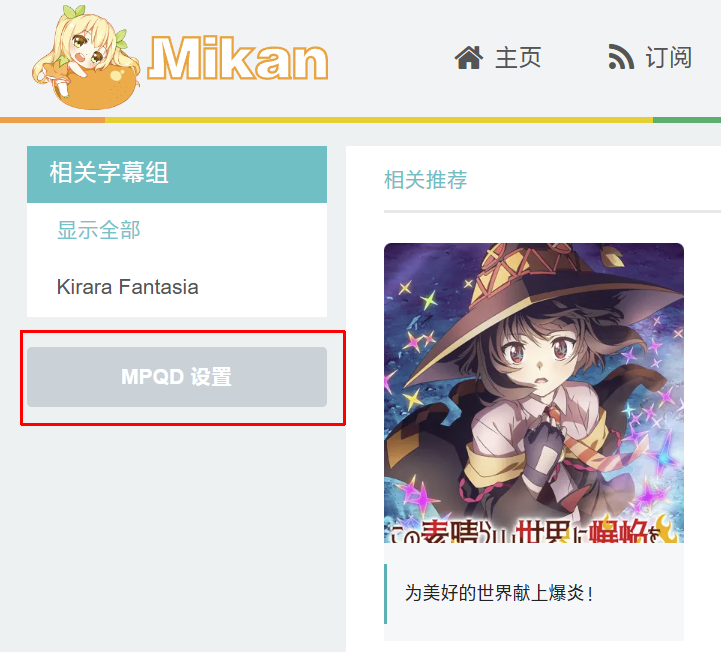 Mikan
主页
订阅
相关字幕组
显示全部
Kirara Fantasia
MPQD 设置
相关推荐
この素晴らしい世界に爆焔を
为美好的世界献上爆炎！